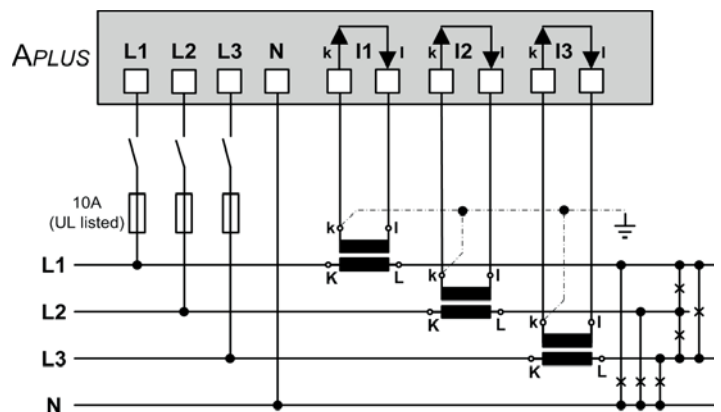 APLUS
L1 L2 L3 N k I1 l k I2 l k I3 l
10A
(UL listed)
k l
L1
K L
k l
L2
K L
k l
L3
K L
N